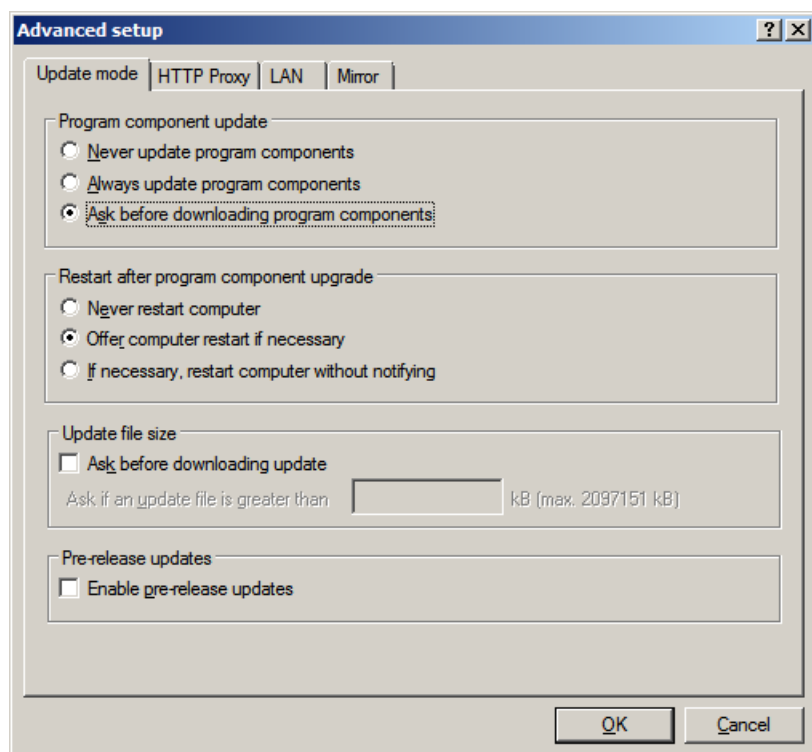 Advanced setup
Update mode HTTP Proxy LAN Mirror
Program component update
Never update program components
Always update program components
Ask before downloading program components
Restart after program component upgrade
Never restart computer
Offer computer restart if necessary
If necessary, restart computer without notifying
Update file size
Ask before downloading update
Ask if an update file is greater than kB (max. 2097151 kB)
Pre-release updates
Enable pre-release updates
OK Cancel